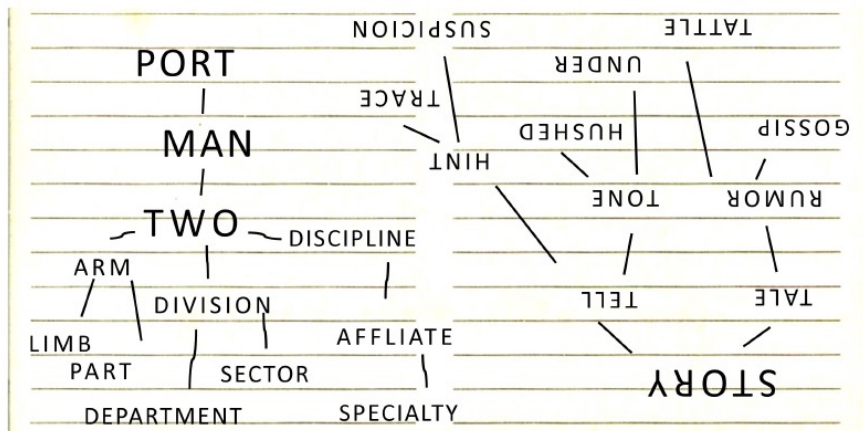 PORT
MAN
TWO
DISCIPLINE
ARM
DIVISION
LIMB
AFFLIATE
PART
SECTOR
DEPARTMENT
SPECIALTY
STORY
TALE
TELL
RUMOR
TONE
HINT
GOSSIP
HUSHED
TRACE
UNDER
TATTLE
SUSPICION